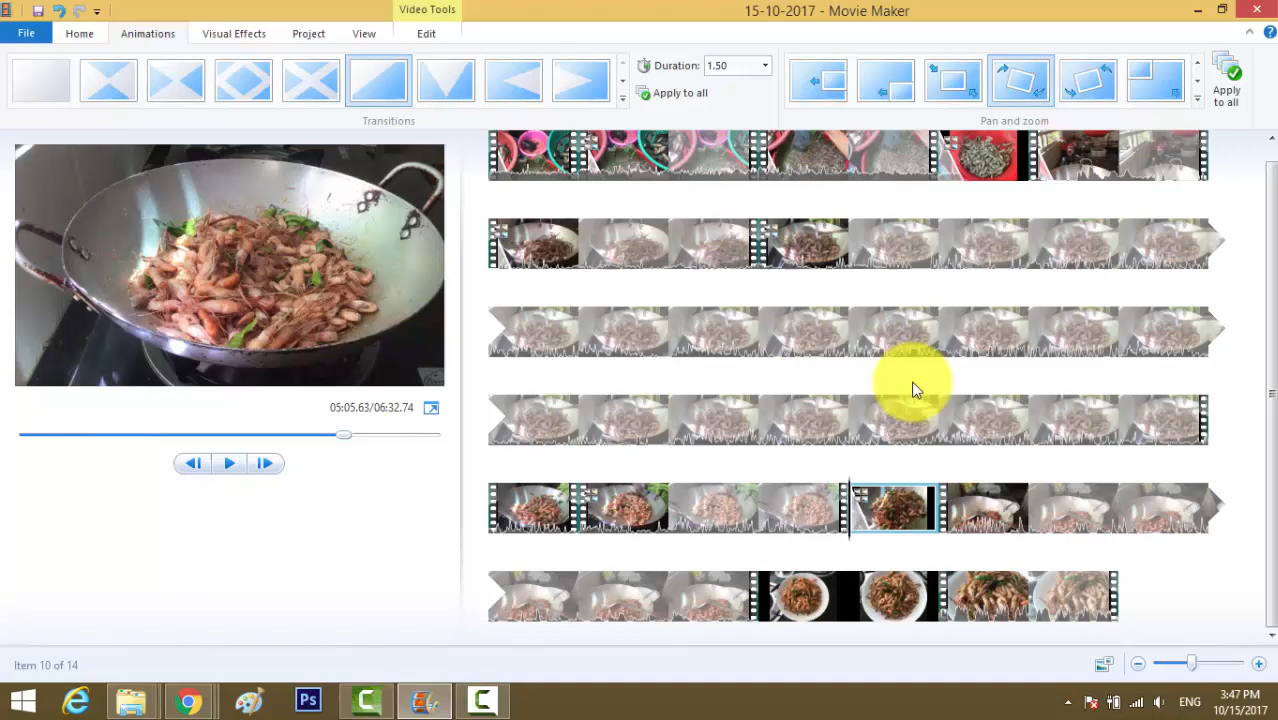 Video Tools
15-10-2017 - Movie Maker
File
Home
Animations
Visual Effects
Project
View
Edit
Duration: 1.50
Apply to all
Apply
to all
Transitions
Pan and zoom
05:05.63/06:32.74
Item 10 of 14
Ps
ENG
3:47 PM
10/15/2017